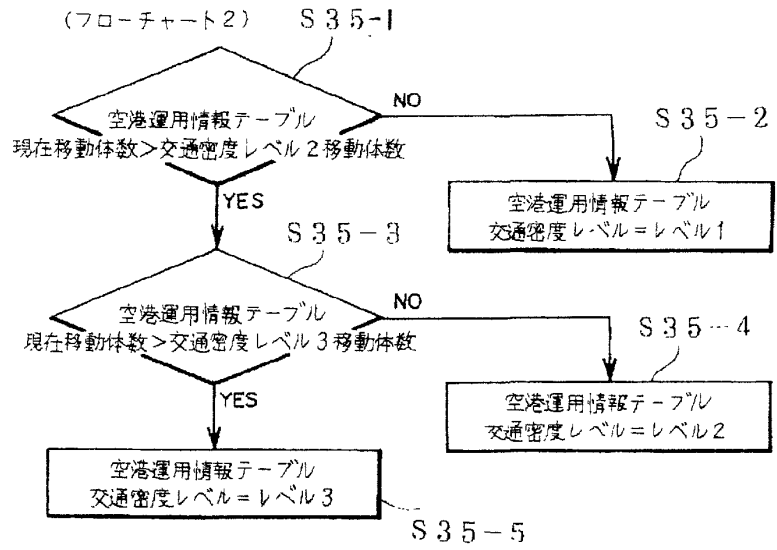 (フローチャート2)
S35-1
空港運用情報テーブル
現在移動体数>交通密度レベル2移動体数
NO
S35-2
空港運用情報テーブル
交通密度レベル=レベル1
YES
S35-3
空港運用情報テーブル
現在移動体数>交通密度レベル3移動体数
NO
S35-4
空港運用情報テーブル
交通密度レベル=レベル2
YES
空港運用情報テーブル
交通密度レベル=レベル3
S35-5